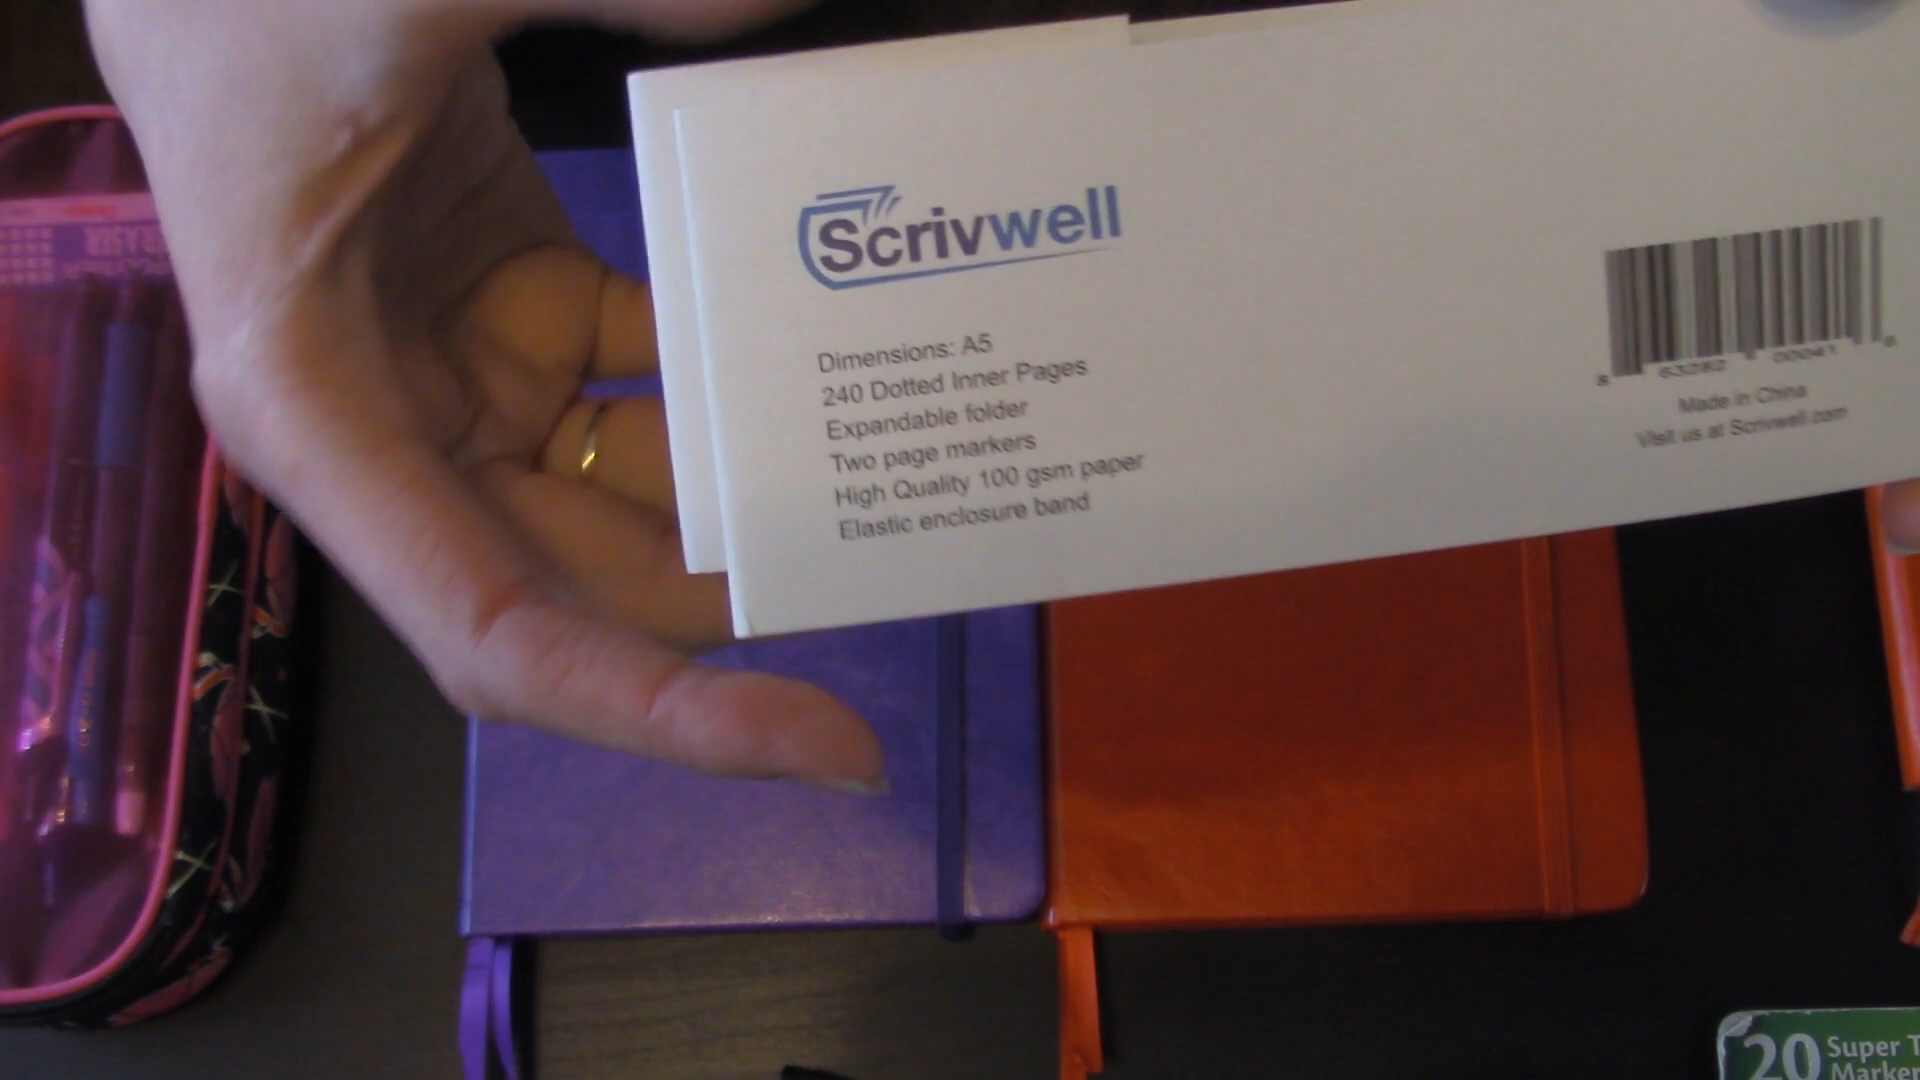 Scrivwell
Dimensions: A5
240 Dotted Inner Pages
Expandable folder
Two page markers
High Quality 100 gsm paper
Elastic enclosure band
Made in China
Visit us at Scrivwell.com
20
Super
Marker